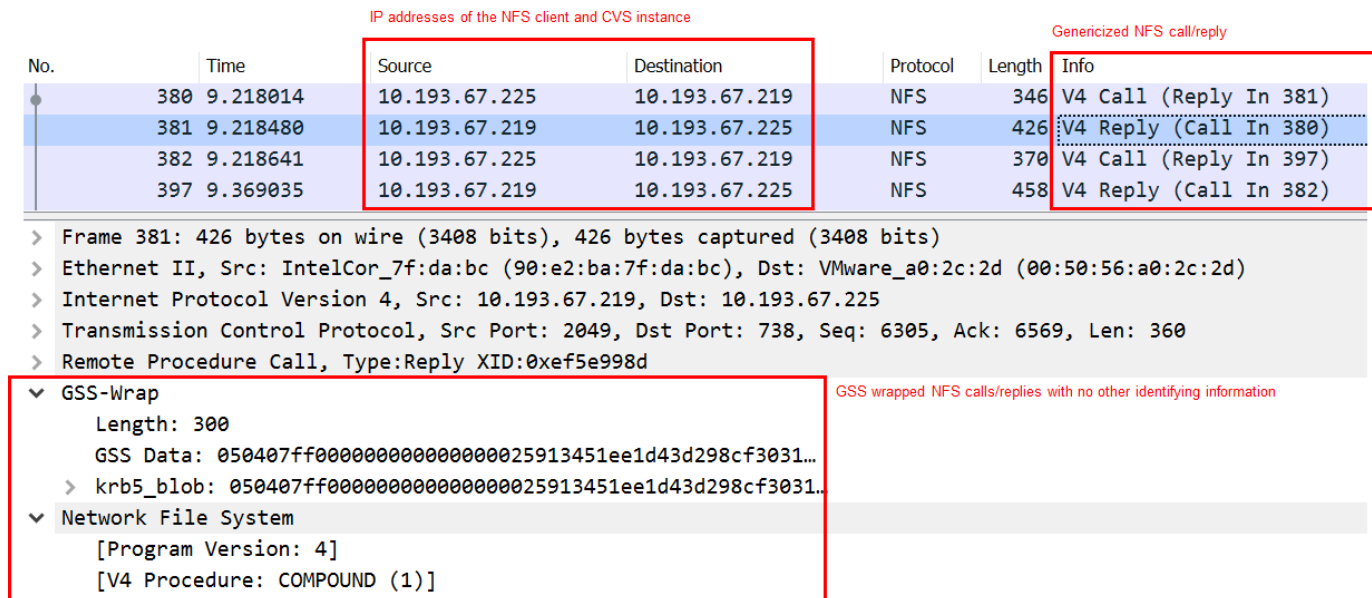 IP addresses of the NFS client and CVS instance
Genericized NFS call/reply
No. Time Source Destination Protocol Length Info
380 9.218014 10.193.67.225 10.193.67.219 NFS 346 V4 Call (Reply In 381)
381 9.218480 10.193.67.219 10.193.67.225 NFS 426 V4 Reply (Call In 380)
382 9.218641 10.193.67.225 10.193.67.219 NFS 370 V4 Call (Reply In 397)
397 9.369035 10.193.67.219 10.193.67.225 NFS 458 V4 Reply (Call In 382)
> Frame 381: 426 bytes on wire (3408 bits), 426 bytes captured (3408 bits)
> Ethernet II, Src: IntelCor_7f:da:bc (90:e2:ba:7f:da:bc), Dst: VMware_a0:2c:2d (00:50:56:a0:2c:2d)
> Internet Protocol Version 4, Src: 10.193.67.219, Dst: 10.193.67.225
> Transmission Control Protocol, Src Port: 2049, Dst Port: 738, Seq: 6305, Ack: 6569, Len: 360
> Remote Procedure Call, Type:Reply XID:0xef5e998d
GSS-Wrap
GSS wrapped NFS calls/replies with no other identifying information
Length: 300
GSS Data: 050407ff000000000000000025913451ee1d43d298cf3031…
> krb5_blob: 050407ff000000000000000025913451ee1d43d298cf3031…
Network File System
[Program Version: 4]
[V4 Procedure: COMPOUND (1)]